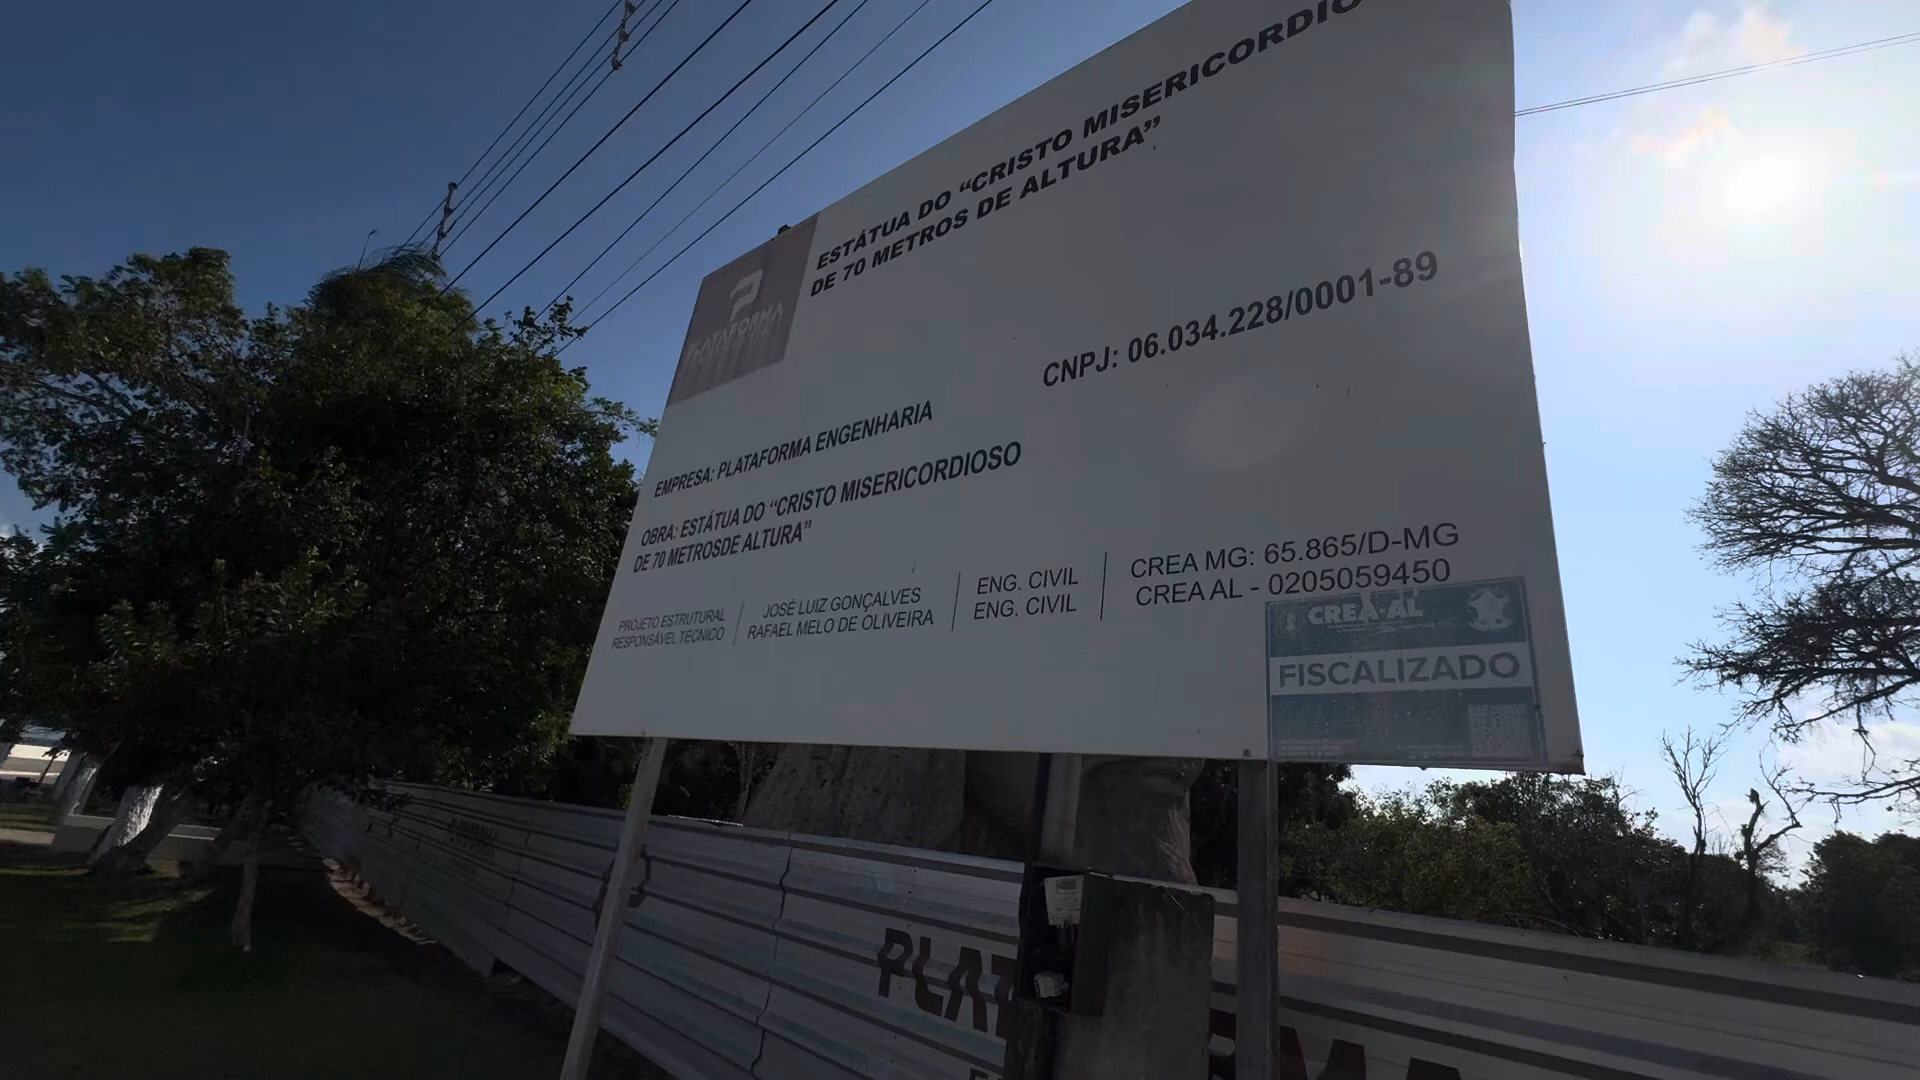 ESTÁTUA DO “CRISTO MISERICORDIO
DE 70 METROS DE ALTURA”
PLATAFORMA
CNPJ: 06.034.228/0001-89
EMPRESA: PLATAFORMA ENGENHARIA
OBRA: ESTÁTUA DO “CRISTO MISERICORDIOSO
DE 70 METROSDE ALTURA”
PROJETO ESTRUTURAL JOSÉ LUIZ GONÇALVES ENG. CIVIL CREA MG: 65.865/D-MG
RESPONSÁVEL TÉCNICO RAFAEL MELO DE OLIVEIRA ENG. CIVIL CREA AL - 0205059450
CREA-AL
FISCALIZADO
PLATAFORMA